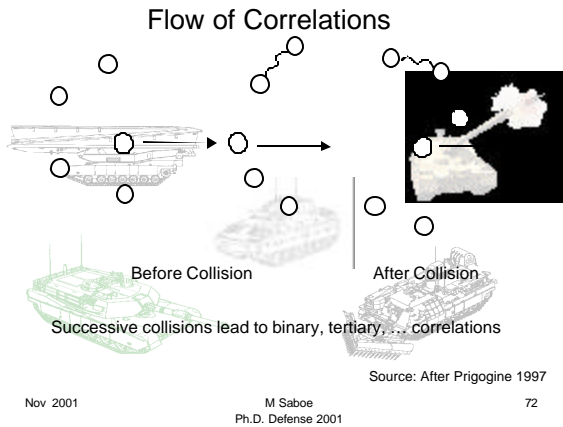 Flow of Correlations
Before Collision
After Collision
Successive collisions lead to binary, tertiary, … correlations
Source: After Prigogine 1997
Nov 2001
M Saboe
72
Ph.D. Defense 2001